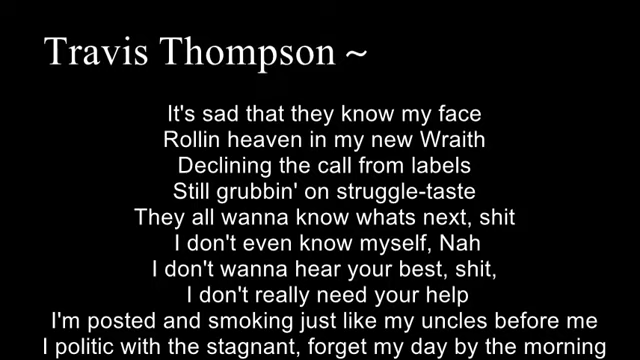 Travis Thompson ~
It's sad that they know my face
Rollin heaven in my new Wraith
Declining the call from labels
Still grubbin' on struggle-taste
They all wanna know whats next, shit
I don't even know myself, Nah
I don't wanna hear your best, shit,
I don't really need your help
I'm posted and smoking just like my uncles before me
I politic with the stagnant, forget my day by the morning